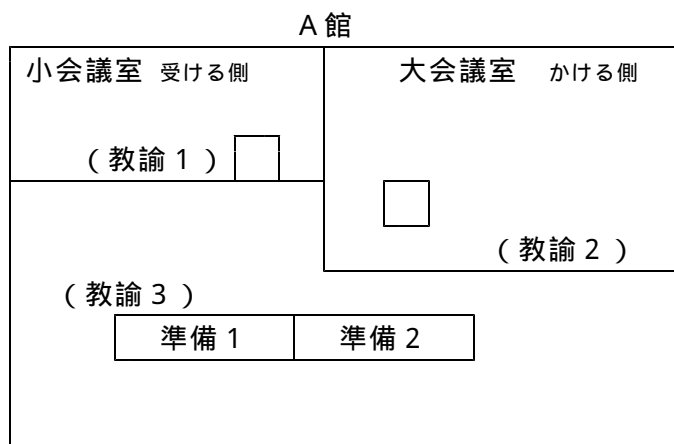 A館
小会議室 受ける側
大会議室 かける側
(教諭1)
(教諭2)
(教諭3)
準備1
準備2